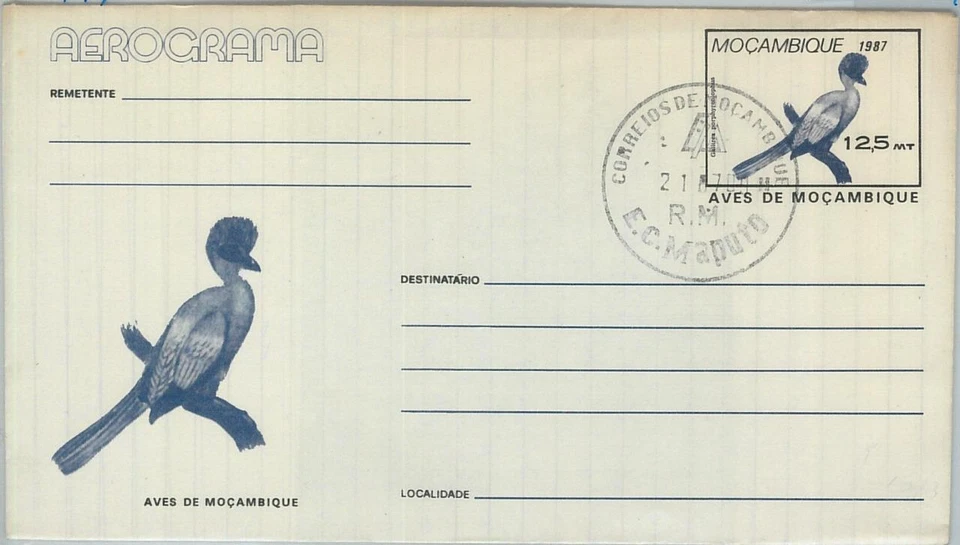 AEROGRAMA
REMETENTE
MOÇAMBIQUE 1987
12,5 MT
AVES DE MOÇAMBIQUE
CORREIOS DE MOÇAMBIQUE
R.M.
E.C. Maputo
DESTINATÁRIO
LOCALIDADE
AVES DE MOÇAMBIQUE